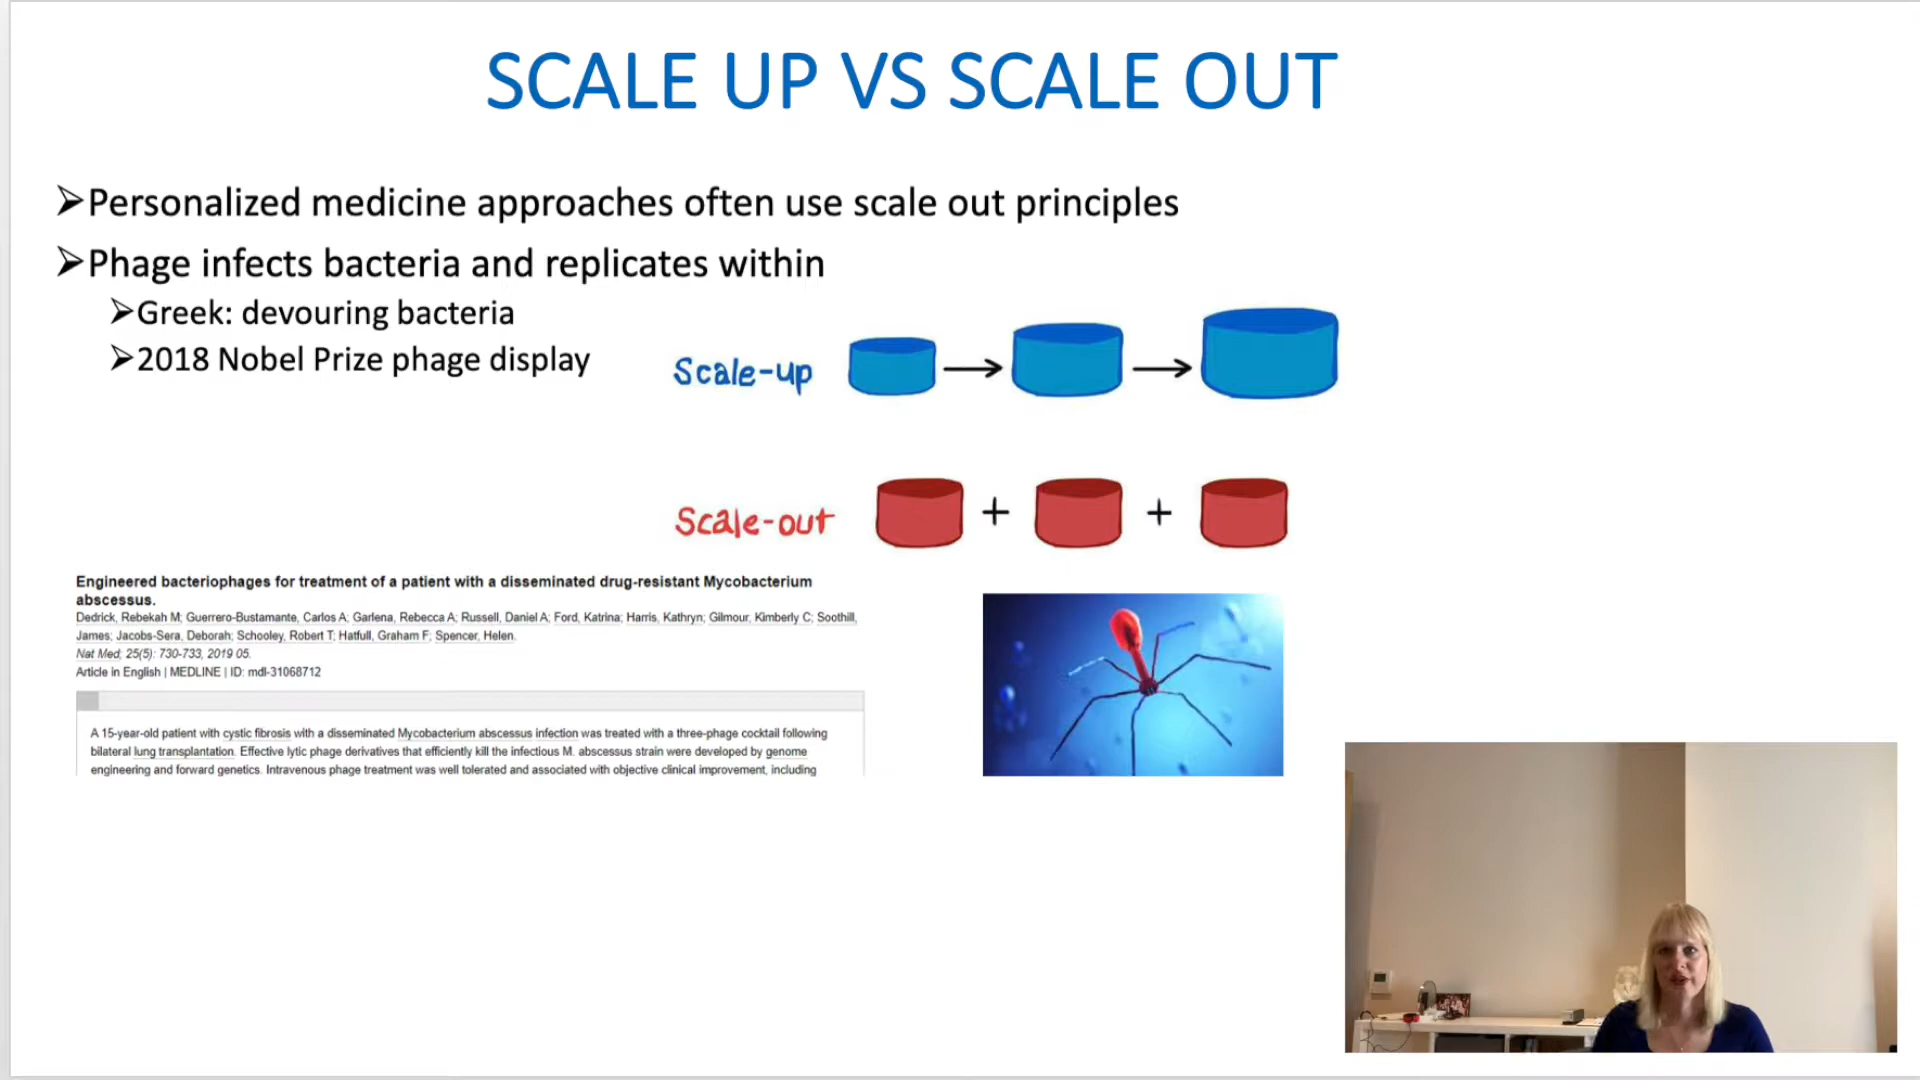 SCALE UP VS SCALE OUT
➢Personalized medicine approaches often use scale out principles
➢Phage infects bacteria and replicates within
➢Greek: devouring bacteria
➢2018 Nobel Prize phage display
Scale-up
Scale-out
+ +
Engineered bacteriophages for treatment of a patient with a disseminated drug-resistant Mycobacterium
abscessus.
Dedrick, Rebekah M; Guerrero-Bustamante, Carlos A; Garlena, Rebecca A; Russell, Daniel A; Ford, Katrina; Harris, Kathryn; Gilmour, Kimberly C; Soothill,
James; Jacobs-Sera, Deborah; Schooley, Robert T; Hatfull, Graham F; Spencer, Helen.
Nat Med; 25(5): 730-733, 2019 05.
Article in English | MEDLINE | ID: mdl-31068712
A 15-year-old patient with cystic fibrosis with a disseminated Mycobacterium abscessus infection was treated with a three-phage cocktail following
bilateral lung transplantation. Effective lytic phage derivatives that efficiently kill the infectious M. abscessus strain were developed by genome
engineering and forward genetics. Intravenous phage treatment was well tolerated and associated with objective clinical improvement, including